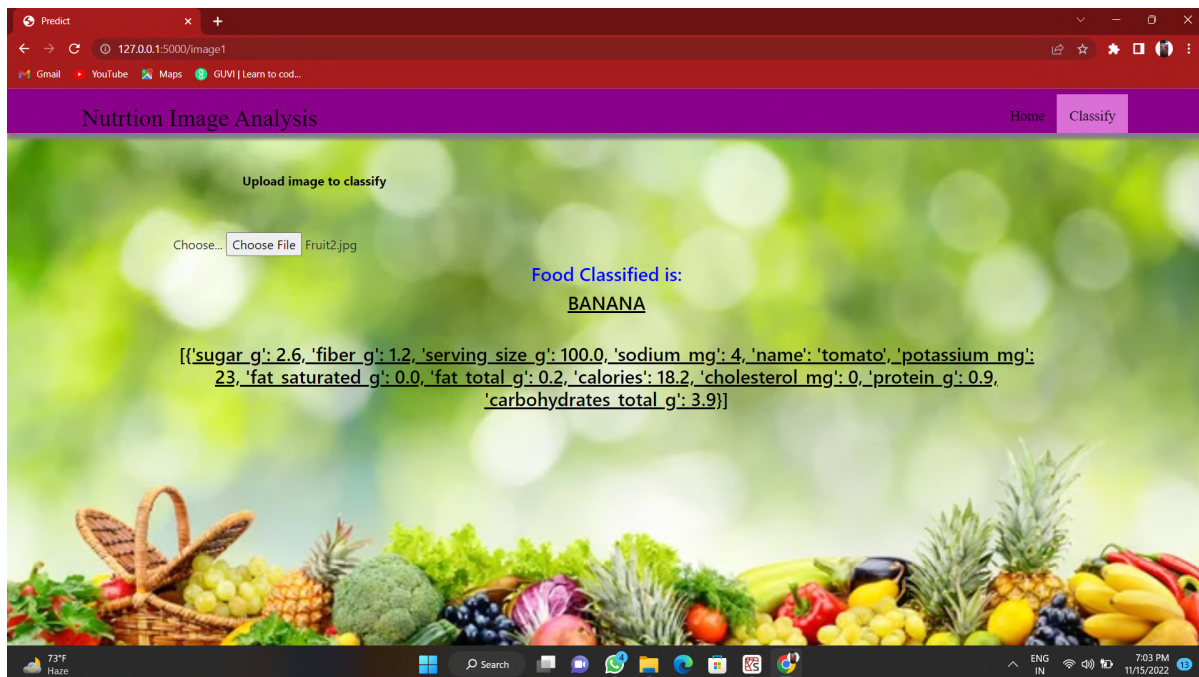 Predict
127.0.0.1:5000/image1
Gmail YouTube Maps GUVI | Learn to cod...
Nutrtion Image Analysis Home Classify
Upload image to classify
Choose... Choose File Fruit2.jpg
Food Classified is:
BANANA
[{'sugar_g': 2.6, 'fiber_g': 1.2, 'serving_size_g': 100.0, 'sodium_mg': 4, 'name': 'tomato', 'potassium_mg':
23, 'fat_saturated_g': 0.0, 'fat_total_g': 0.2, 'calories': 18.2, 'cholesterol_mg': 0, 'protein_g': 0.9,
'carbohydrates_total_g': 3.9}]
73°F
Haze
Search
4
ENG
IN
7:03 PM
11/15/2022
13